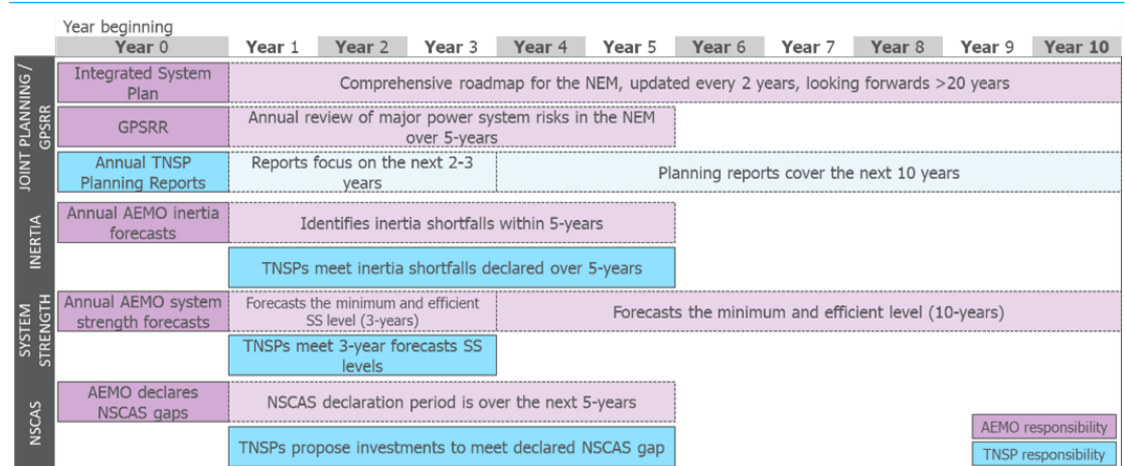 Year beginning
Year 0 Year 1 Year 2 Year 3 Year 4 Year 5 Year 6 Year 7 Year 8 Year 9 Year 10
JOINT PLANNING /
GPSRR
Integrated System
Plan
Comprehensive roadmap for the NEM, updated every 2 years, looking forwards >20 years
GPSRR
Annual review of major power system risks in the NEM
over 5-years
Annual TNSP
Planning Reports
Reports focus on the next 2-3
years
Planning reports cover the next 10 years
INERTIA
Annual AEMO inertia
forecasts
Identifies inertia shortfalls within 5-years
TNSPs meet inertia shortfalls declared over 5-years
SYSTEM
STRENGTH
Annual AEMO system
strength forecasts
Forecasts the minimum and efficient
SS level (3-years)
Forecasts the minimum and efficient level (10-years)
TNSPs meet 3-year forecasts SS
levels
NSCAS
AEMO declares
NSCAS gaps
NSCAS declaration period is over the next 5-years
TNSPs propose investments to meet declared NSCAS gap
AEMO responsibility
TNSP responsibility